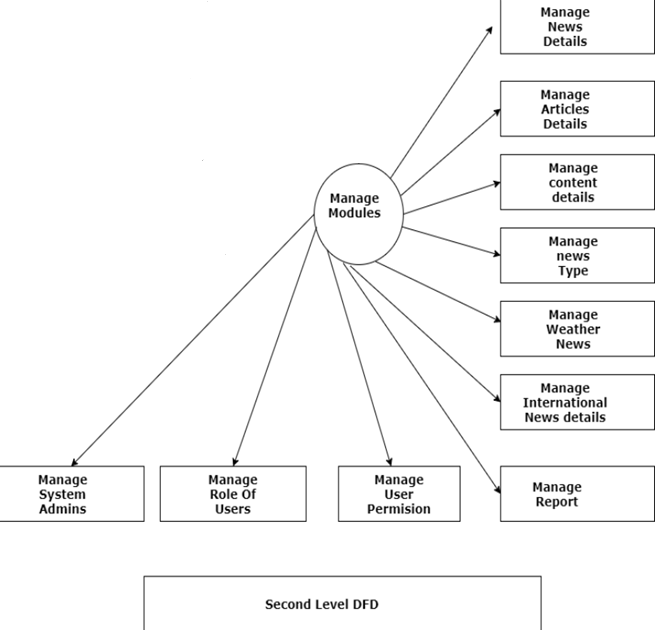 Manage
News
Details
Manage
Articles
Details
Manage
content
details
Manage
Modules
Manage
news
Type
Manage
Weather
News
Manage
International
News details
Manage
System
Admins
Manage
Role Of
Users
Manage
User
Permision
Manage
Report
Second Level DFD